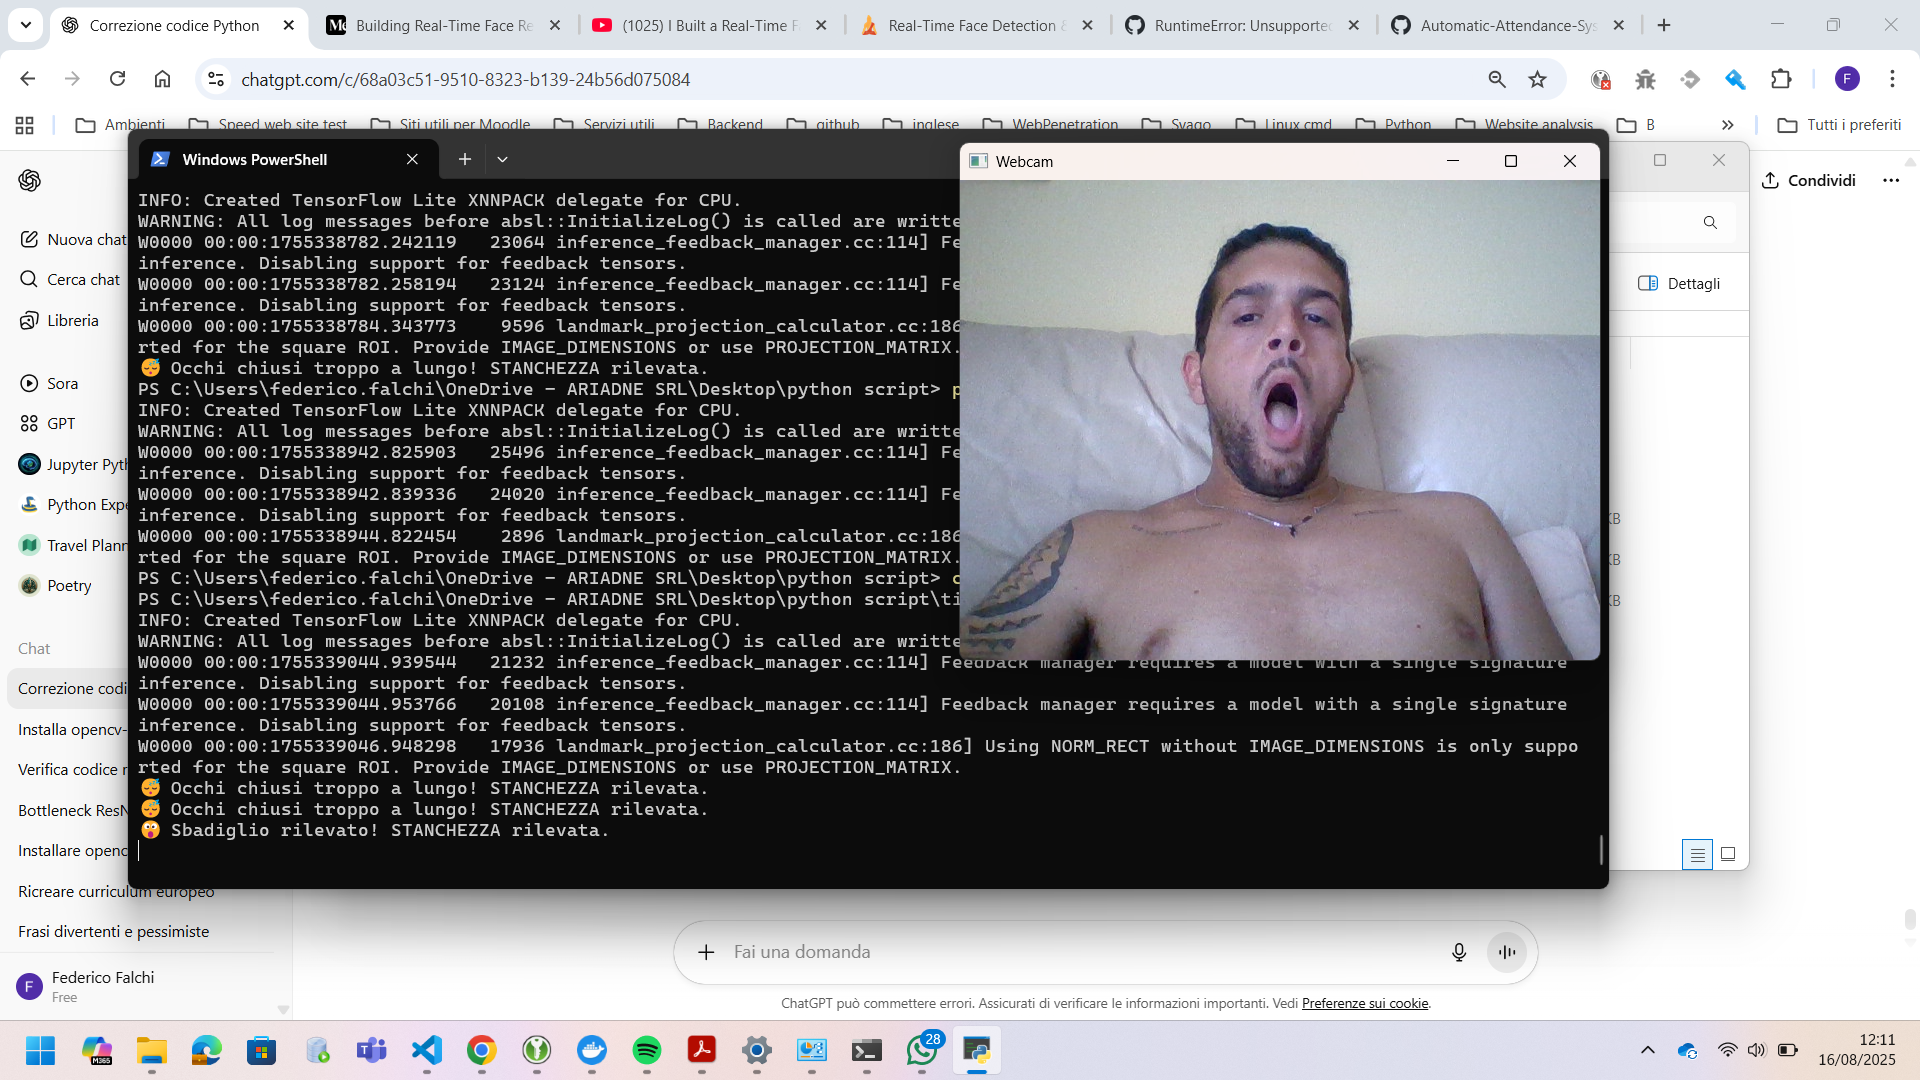 Correzione codice Python
Building Real-Time Face Re
(1025) I Built a Real-Time F
Real-Time Face Detection &
RuntimeError: Unsupported
Automatic-Attendance-Sys
chatgpt.com/c/68a03c51-9510-8323-b139-24b56d075084
F
Ambienti
Speed web site test
Siti utili per Moodle
Servizi utili
Backend
github
inglese
WebPenetration
Svago
Linux cmd
Python
Website analysis
B
Tutti i preferiti
Windows PowerShell
Webcam
Condividi
Dettagli
KB
KB
KB
Nuova chat
Cerca chat
Libreria
Sora
GPT
Jupyter Pyth
Python Expe
Travel Plann
Poetry
Chat
Correzione codi
Installa opencv-
Verifica codice r
Bottleneck ResN
Installare openc
Ricreare curriculum europeo
Frasi divertenti e pessimiste
F
Federico Falchi
Free
INFO: Created TensorFlow Lite XNNPACK delegate for CPU.
WARNING: All log messages before absl::InitializeLog() is called are writte
W0000 00:00:1755338782.242119   23064 inference_feedback_manager.cc:114] Fe
inference. Disabling support for feedback tensors.
W0000 00:00:1755338782.258194   23124 inference_feedback_manager.cc:114] Fe
inference. Disabling support for feedback tensors.
W0000 00:00:1755338784.343773    9596 landmark_projection_calculator.cc:186
rted for the square ROI. Provide IMAGE_DIMENSIONS or use PROJECTION_MATRIX.
😴 Occhi chiusi troppo a lungo! STANCHEZZA rilevata.
PS C:\Users\federico.falchi\OneDrive - ARIADNE SRL\Desktop\python script> p
INFO: Created TensorFlow Lite XNNPACK delegate for CPU.
WARNING: All log messages before absl::InitializeLog() is called are writte
W0000 00:00:1755338942.825903   25496 inference_feedback_manager.cc:114] Fe
inference. Disabling support for feedback tensors.
W0000 00:00:1755338942.839336   24020 inference_feedback_manager.cc:114] Fe
inference. Disabling support for feedback tensors.
W0000 00:00:1755338944.822454    2896 landmark_projection_calculator.cc:186
rted for the square ROI. Provide IMAGE_DIMENSIONS or use PROJECTION_MATRIX.
PS C:\Users\federico.falchi\OneDrive - ARIADNE SRL\Desktop\python script> c
PS C:\Users\federico.falchi\OneDrive - ARIADNE SRL\Desktop\python script\ti
INFO: Created TensorFlow Lite XNNPACK delegate for CPU.
WARNING: All log messages before absl::InitializeLog() is called are writte
W0000 00:00:1755339044.939544   21232 inference_feedback_manager.cc:114] Feedback manager requires a model with a single signature
inference. Disabling support for feedback tensors.
W0000 00:00:1755339044.953766   20108 inference_feedback_manager.cc:114] Feedback manager requires a model with a single signature
inference. Disabling support for feedback tensors.
W0000 00:00:1755339046.948298   17936 landmark_projection_calculator.cc:186] Using NORM_RECT without IMAGE_DIMENSIONS is only suppo
rted for the square ROI. Provide IMAGE_DIMENSIONS or use PROJECTION_MATRIX.
😴 Occhi chiusi troppo a lungo! STANCHEZZA rilevata.
😴 Occhi chiusi troppo a lungo! STANCHEZZA rilevata.
😲 Sbadiglio rilevato! STANCHEZZA rilevata.
Fai una domanda
ChatGPT può commettere errori. Assicurati di verificare le informazioni importanti. Vedi Preferenze sui cookie.
M365
28
12:11
16/08/2025